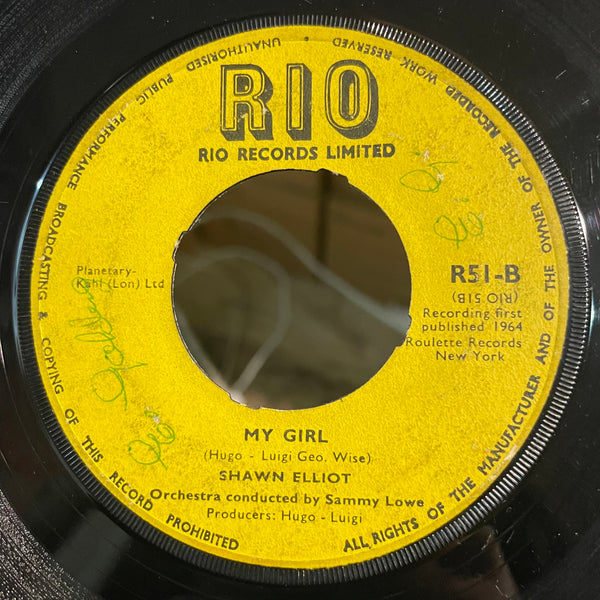 RIO
RIO RECORDS LIMITED
ALL RIGHTS OF THE MANUFACTURER AND OF THE OWNER OF THE RECORDED WORK RESERVED
UNAUTHORISED PUBLIC PERFORMANCE BROADCASTING & COPYING OF THIS RECORD PROHIBITED
Planetary-
Kahl (Lon) Ltd
R51-B
(RIO 51B)
Recording first
published 1964
Roulette Records
New York
MY GIRL
(Hugo - Luigi Geo. Wise)
SHAWN ELLIOT
Orchestra conducted by Sammy Lowe
Producers: Hugo - Luigi